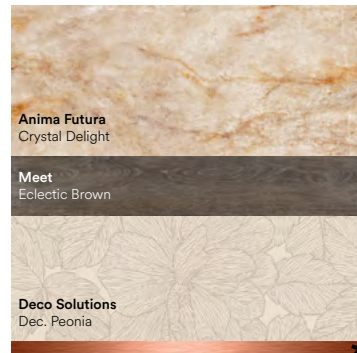 Anima Futura
Crystal Delight
Meet
Eclectic Brown
Deco Solutions
Dec. Peonia